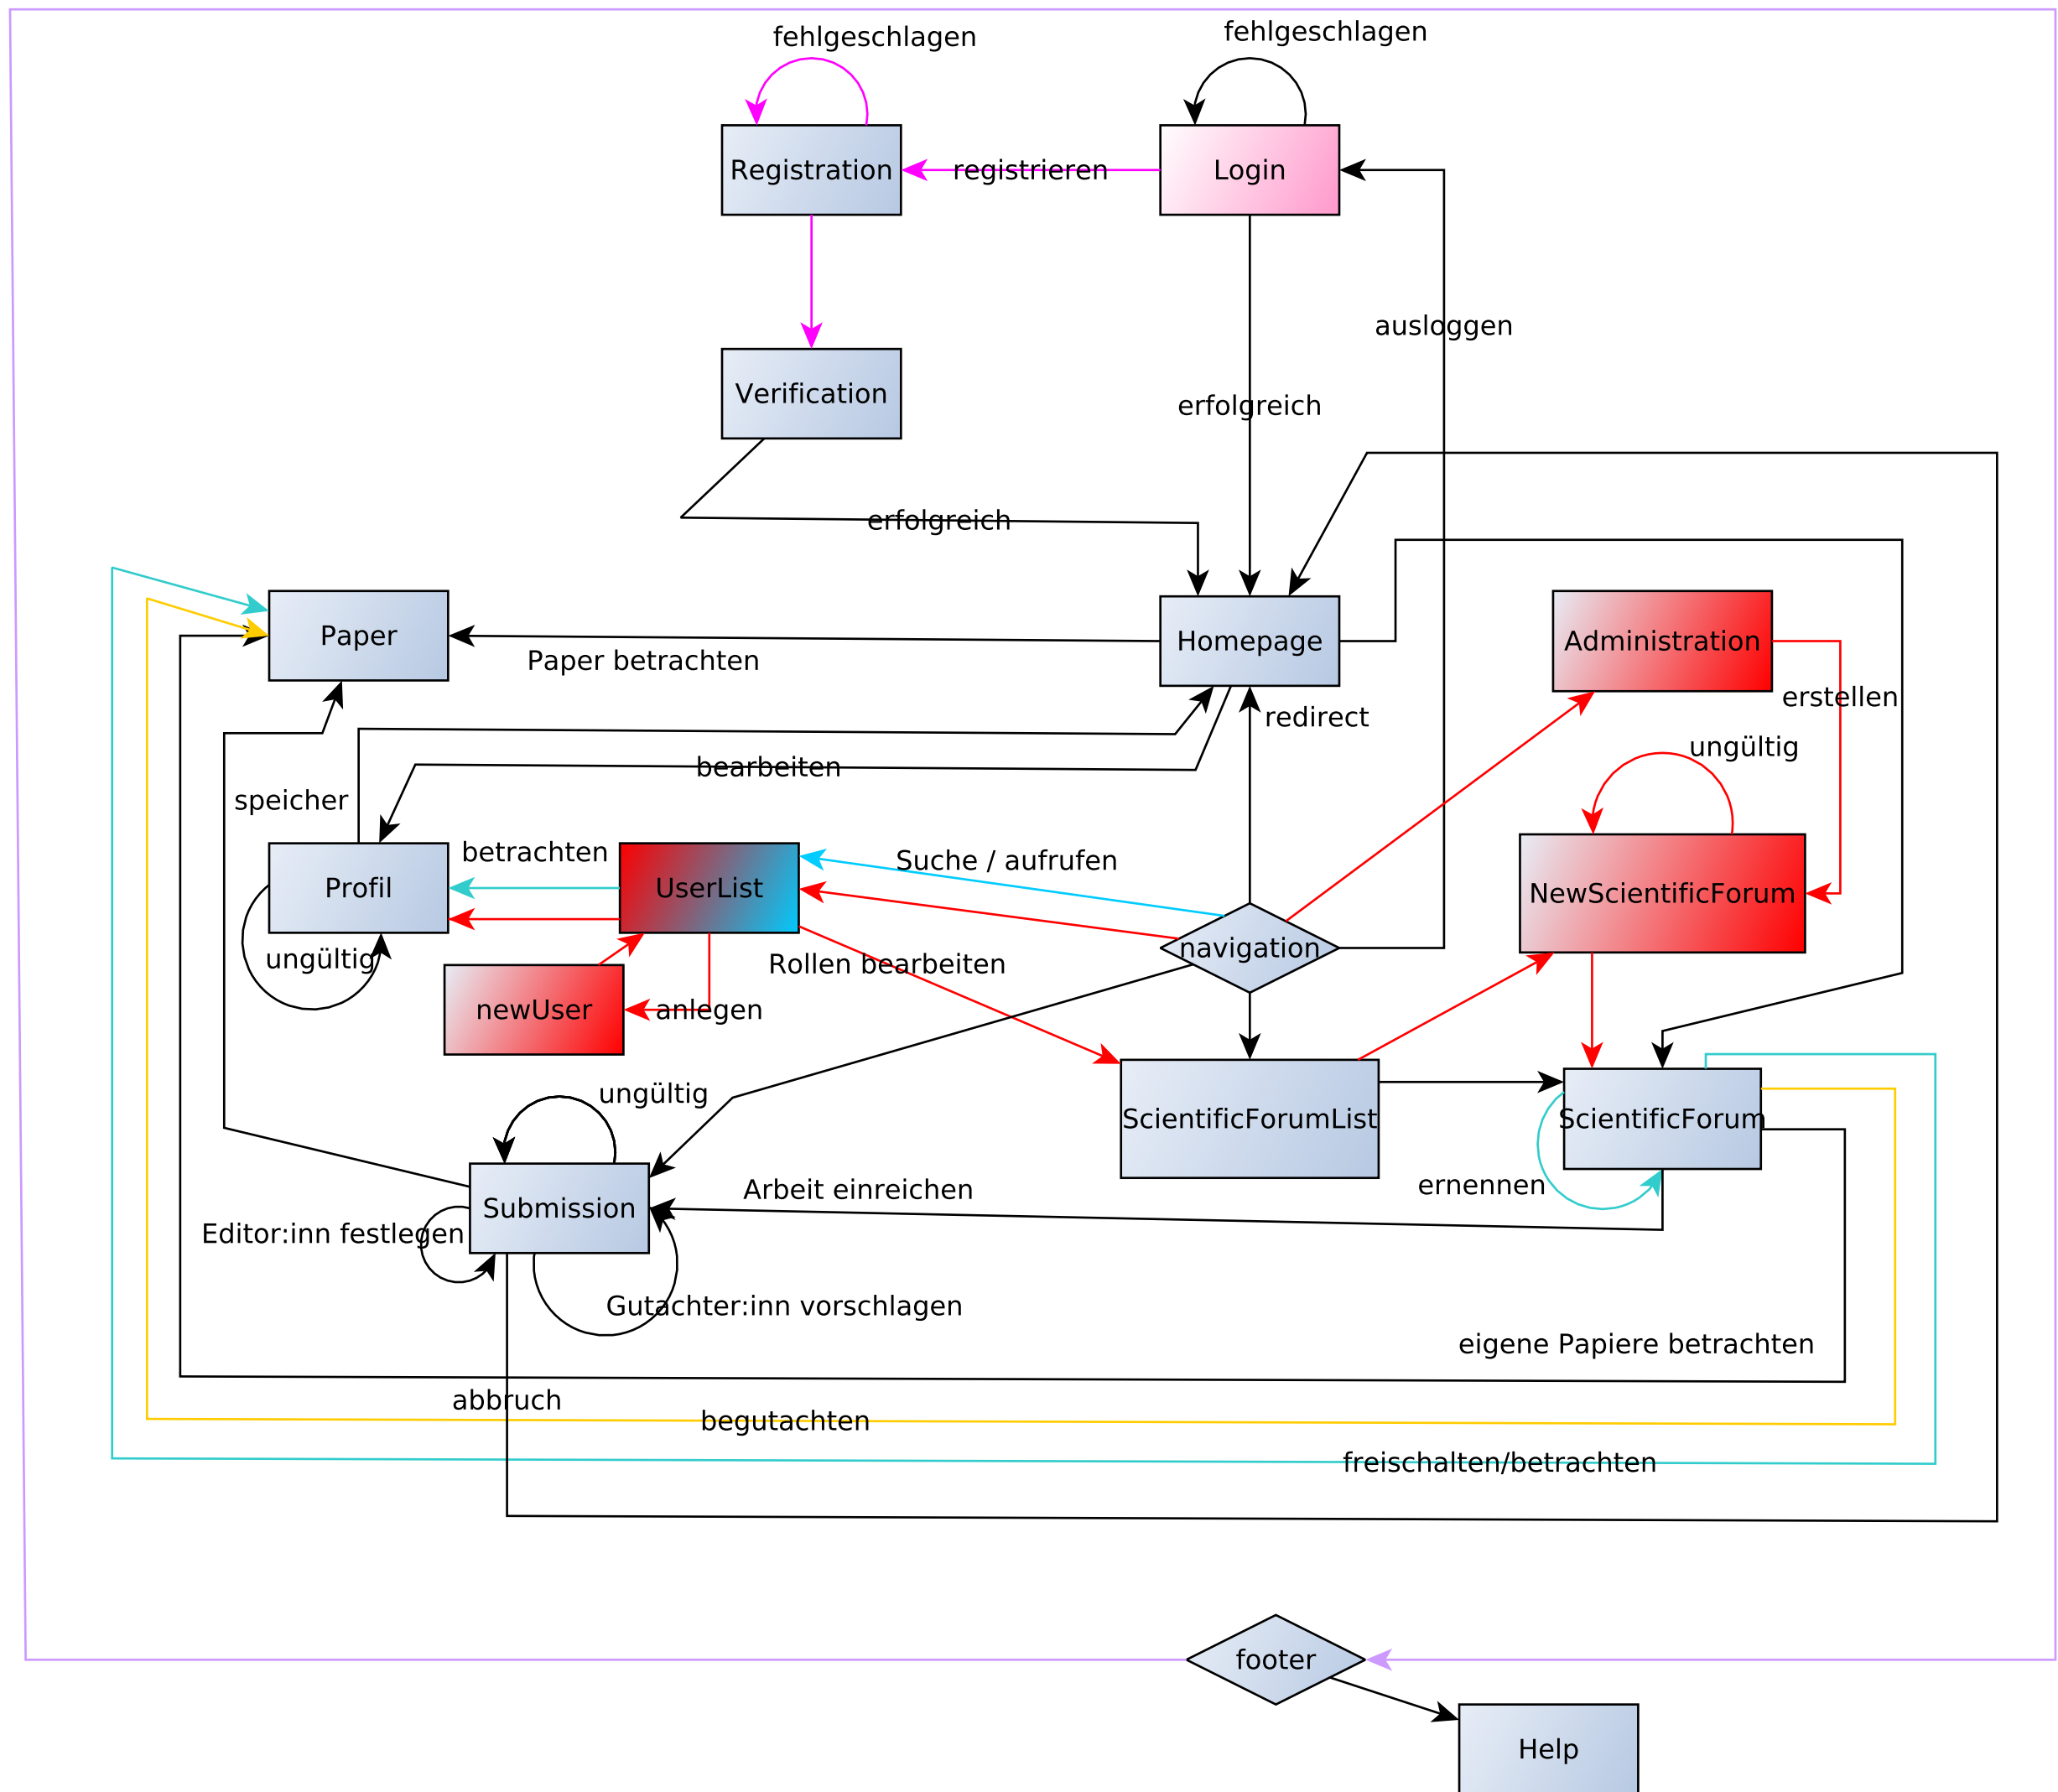 fehlgeschlagen
fehlgeschlagen
Registration
registrieren
Login
ausloggen
Verification
erfolgreich
erfolgreich
Paper
Homepage
Administration
Paper betrachten
erstellen
redirect
ungültig
bearbeiten
speicher
betrachten
Suche / aufrufen
Profil
UserList
NewScientificForum
navigation
ungültig
Rollen bearbeiten
newUser
anlegen
ungültig
ScientificForumList
ScientificForum
Arbeit einreichen
ernennen
Submission
Editor:inn festlegen
Gutachter:inn vorschlagen
eigene Papiere betrachten
abbruch
begutachten
freischalten/betrachten
footer
Help